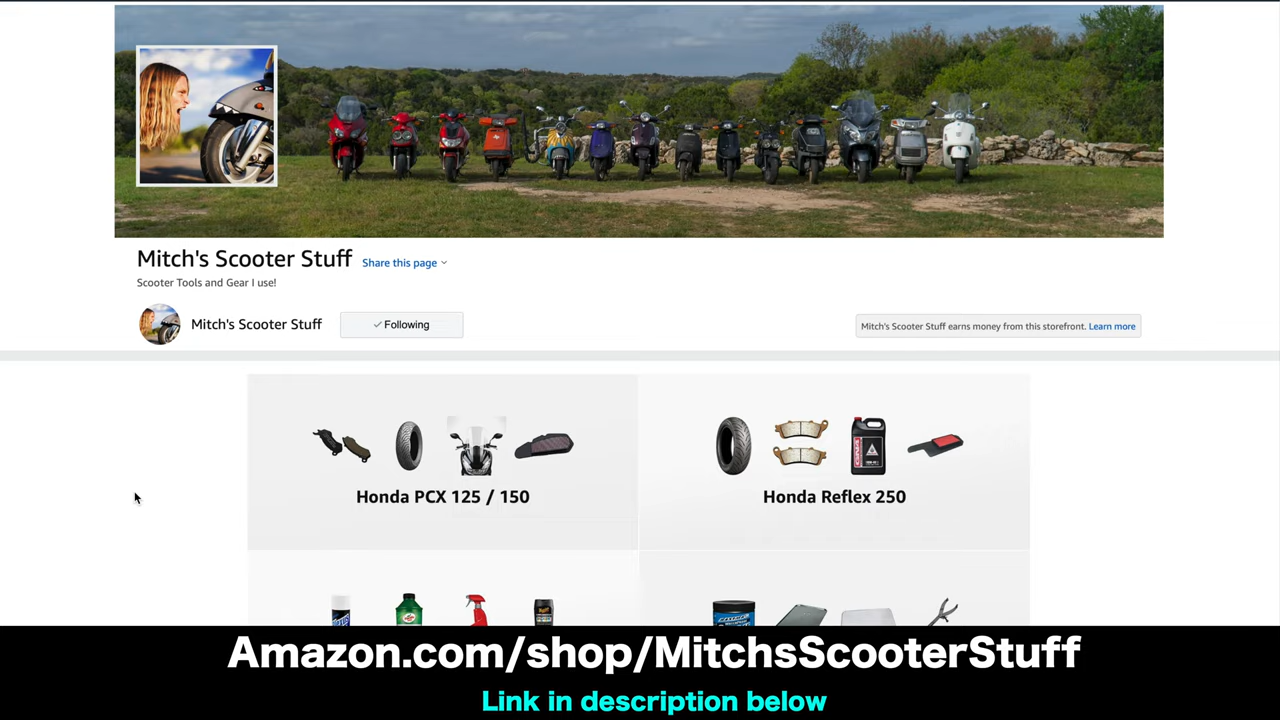 Mitch's Scooter Stuff
Share this page
Scooter Tools and Gear I use!
Mitch's Scooter Stuff
Following
Mitch's Scooter Stuff earns money from this storefront. Learn more
Honda PCX 125 / 150
Honda Reflex 250
Amazon.com/shop/MitchsScooterStuff
Link in description below